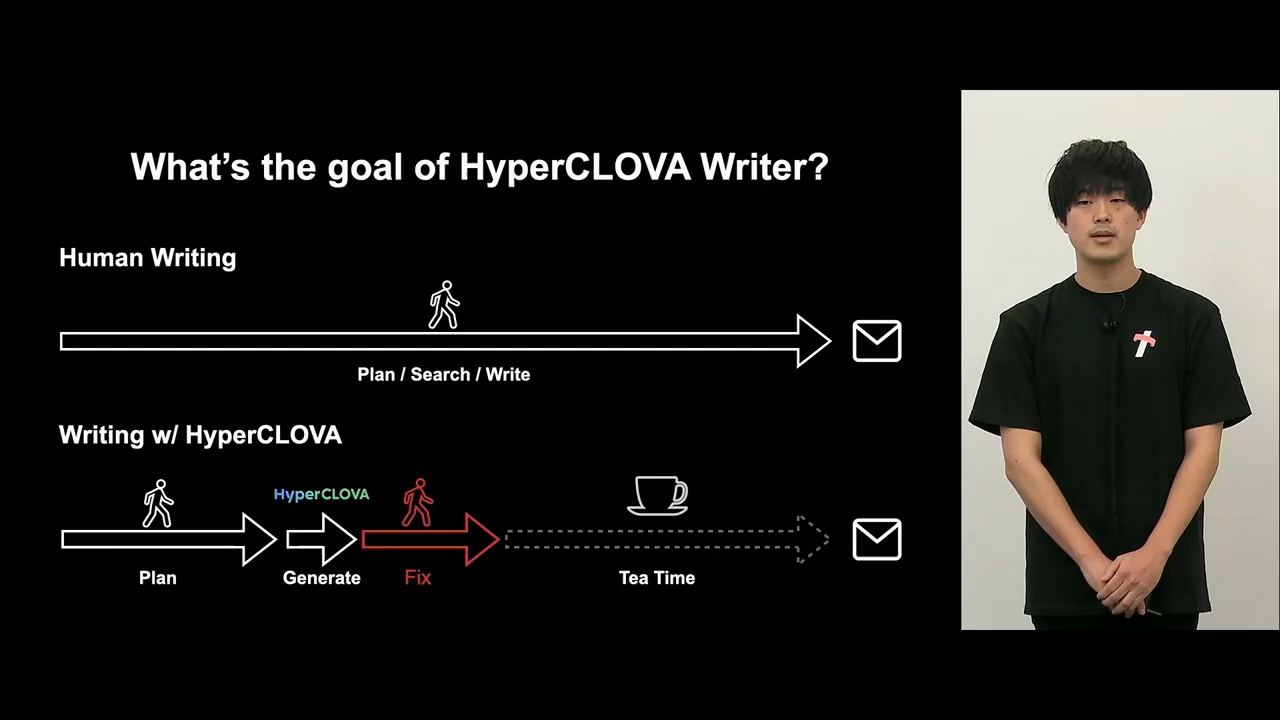 What's the goal of HyperCLOVA Writer?
Human Writing
Plan / Search / Write
Writing w/ HyperCLOVA
HyperCLOVA
Plan
Generate
Fix
Tea Time